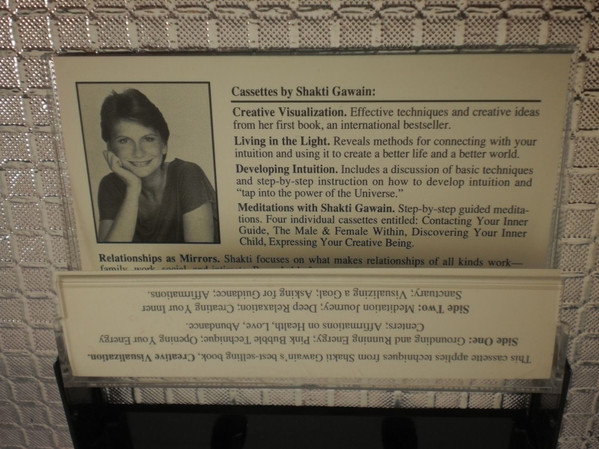 Cassettes by Shakti Gawain:
Creative Visualization. Effective techniques and creative ideas
from her first book, an international bestseller.
Living in the Light. Reveals methods for connecting with your
intuition and using it to create a better life and a better world.
Developing Intuition. Includes a discussion of basic techniques
and step-by-step instruction on how to develop intuition and
“tap into the power of the Universe.”
Meditations with Shakti Gawain. Step-by-step guided medita-
tions. Four individual cassettes entitled: Contacting Your Inner
Guide, The Male & Female Within, Discovering Your Inner
Child, Expressing Your Creative Being.
Relationships as Mirrors. Shakti focuses on what makes relationships of all kinds work—
family, work, social and intimate.
This cassette applies techniques from Shakti Gawain's best-selling book, Creative Visualization.
Side One: Grounding and Running Energy; Pink Bubble Technique; Opening Your Energy
Centers; Affirmations on Health, Love, Abundance.
Side Two: Meditation Journey; Deep Relaxation; Creating Your Inner
Sanctuary; Visualizing a Goal; Asking for Guidance; Affirmations.